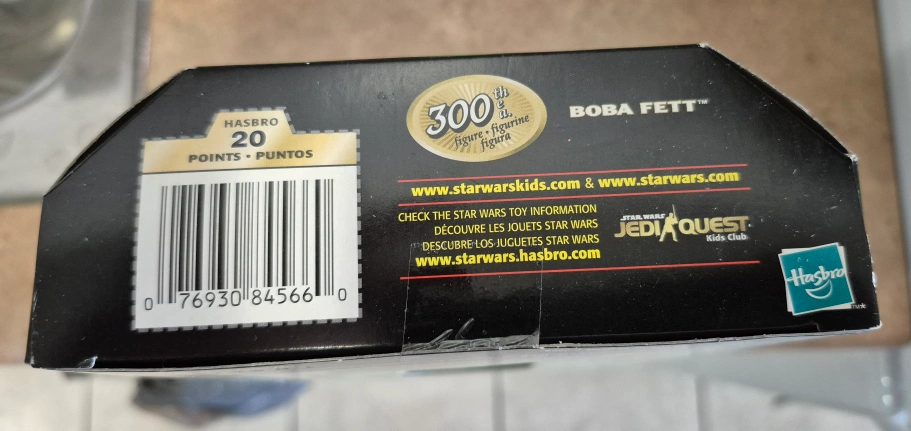 HASBRO
20
POINTS • PUNTOS
0 76930 84566 0
300th
e
a.
figure • figurine
figura
BOBA FETT™
www.starwarskids.com & www.starwars.com
CHECK THE STAR WARS TOY INFORMATION
DÉCOUVRE LES JOUETS STAR WARS
DESCUBRE LOS JUGUETES STAR WARS
www.starwars.hasbro.com
STAR WARS
JEDI QUEST
Kids Club
Hasbro
™*